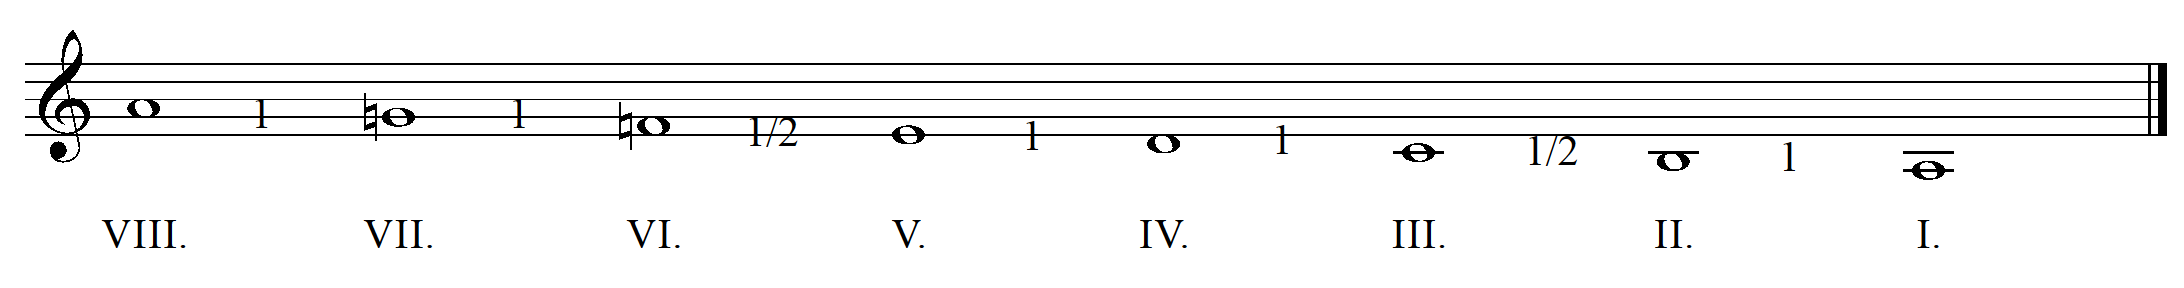 1 1 1/2 1 1 1/2 1
VIII. VII. VI. V. IV. III. II. I.